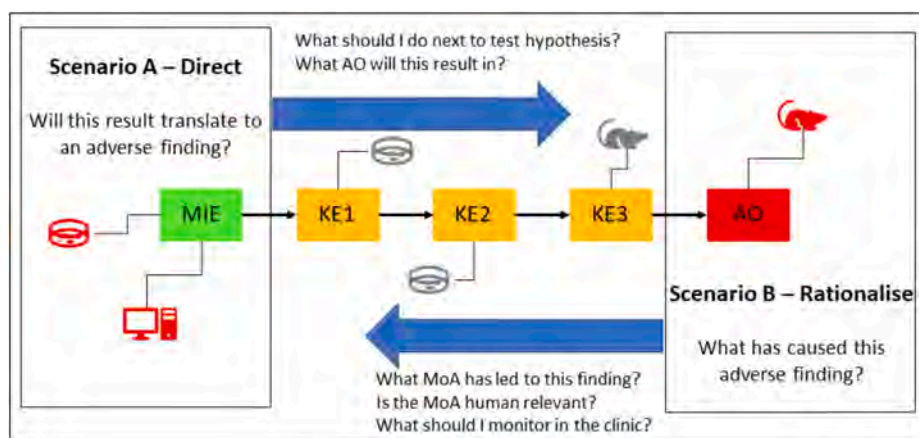 Scenario A – Direct
Will this result translate to
an adverse finding?
What should I do next to test hypothesis?
What AO will this result in?
MIE
KE1
KE2
KE3
AO
What MoA has led to this finding?
Is the MoA human relevant?
What should I monitor in the clinic?
Scenario B – Rationalise
What has caused this
adverse finding?